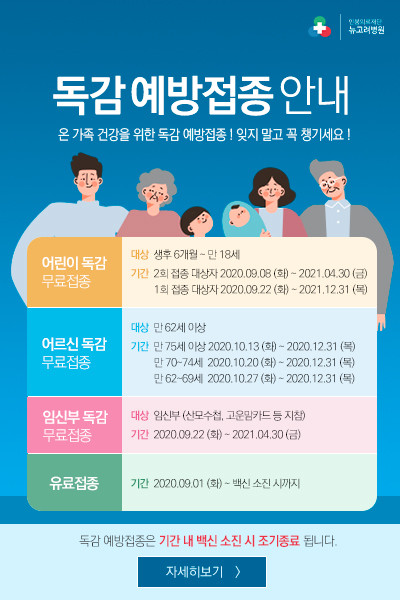 인봉의료재단
뉴고려병원
독감 예방접종 안내
온 가족 건강을 위한 독감 예방접종 ! 잊지 말고 꼭 챙기세요 !
어린이 독감
무료접종
대상 생후 6개월 ~ 만 18세
기간 2회 접종 대상자 2020.09.08 (화) ~ 2021.04.30 (금)
1회 접종 대상자 2020.09.22 (화) ~ 2021.12.31 (목)
어르신 독감
무료접종
대상 만 62세 이상
기간 만 75세 이상 2020.10.13 (화) ~ 2020.12.31 (목)
만 70~74세 2020.10.20 (화) ~ 2020.12.31 (목)
만 62~69세 2020.10.27 (화) ~ 2020.12.31 (목)
임신부 독감
무료접종
대상 임신부 (산모수첩, 고운맘카드 등 지참)
기간 2020.09.22 (화) ~ 2021.04.30 (금)
유료접종
기간 2020.09.01 (화) ~ 백신 소진 시까지
독감 예방접종은 기간 내 백신 소진 시 조기종료 됩니다.
자세히보기 〉